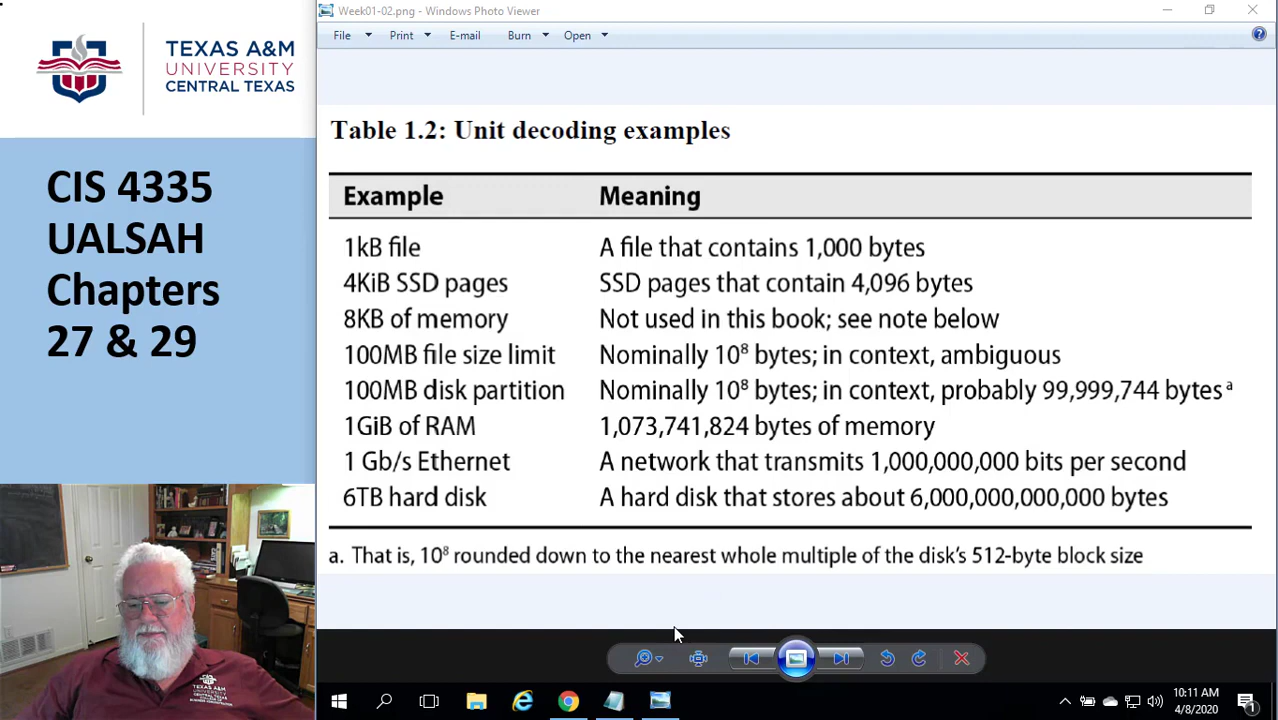 TEXAS A&M
UNIVERSITY
CENTRAL TEXAS
CIS 4335
UALSAH
Chapters
27 & 29
Week01-02.png - Windows Photo Viewer
File Print E-mail Burn Open
Table 1.2: Unit decoding examples
Example Meaning
1kB file A file that contains 1,000 bytes
4KiB SSD pages SSD pages that contain 4,096 bytes
8KB of memory Not used in this book; see note below
100MB file size limit Nominally 10⁸ bytes; in context, ambiguous
100MB disk partition Nominally 10⁸ bytes; in context, probably 99,999,744 bytes ᵃ
1GiB of RAM 1,073,741,824 bytes of memory
1 Gb/s Ethernet A network that transmits 1,000,000,000 bits per second
6TB hard disk A hard disk that stores about 6,000,000,000,000 bytes
a. That is, 10⁸ rounded down to the nearest whole multiple of the disk's 512-byte block size
TEXAS A&M
UNIVERSITY
10:11 AM
4/8/2020
1